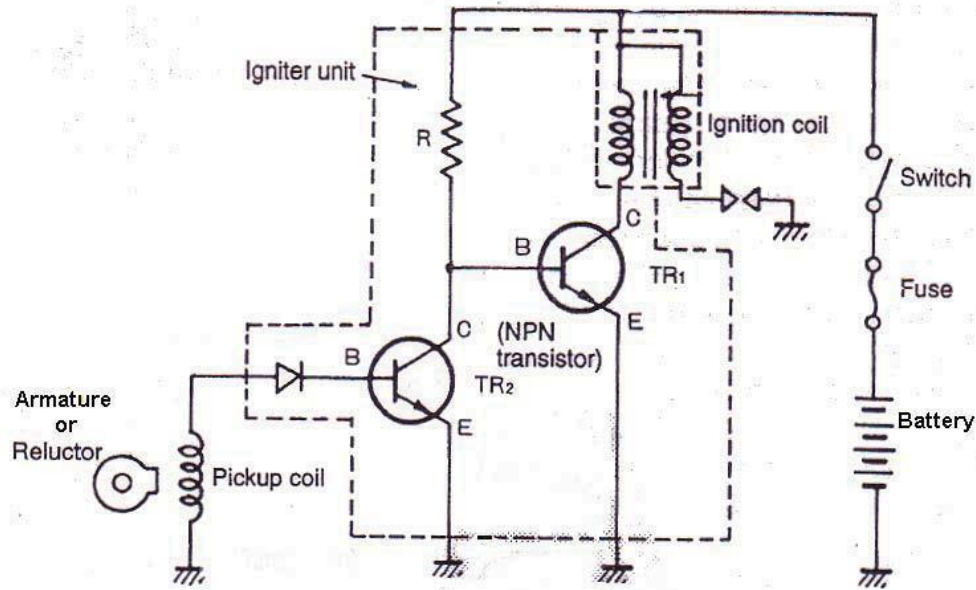 Igniter unit
R
Ignition coil
Switch
C
B
TR1
Fuse
E
C
(NPN
transistor)
B
TR2
E
Armature
or
Reluctor
Pickup coil
Battery